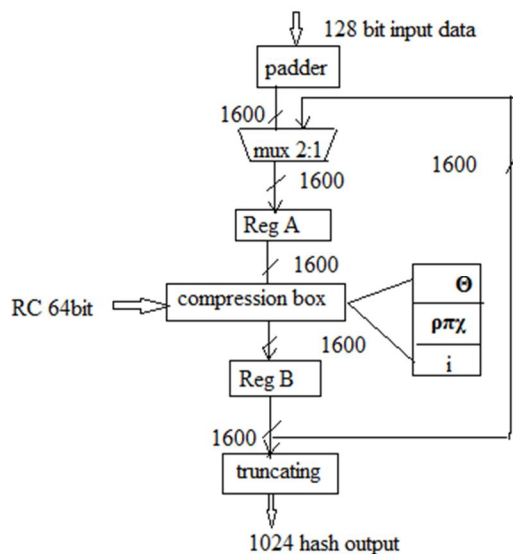 128 bit input data
padder
1600
mux 2:1
1600
1600
Reg A
1600
RC 64bit
compression box
Θ
ρπχ
i
1600
Reg B
1600
truncating
1024 hash output